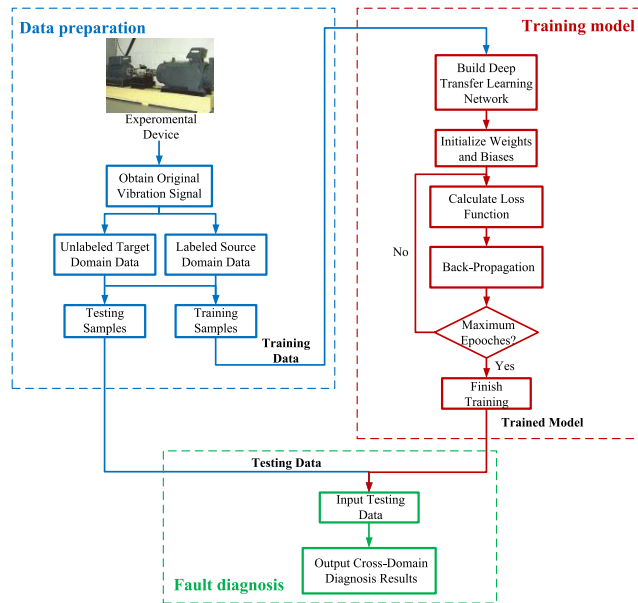 Data preparation
Experomental
Device
Obtain Original
Vibration Signal
Unlabeled Target
Domain Data
Labeled Source
Domain Data
Testing
Samples
Training
Samples
Training
Data
Training model
Build Deep
Transfer Learning
Network
Initialize Weights
and Biases
Calculate Loss
Function
No
Back-Propagation
Maximum
Epooches?
Yes
Finish
Training
Trained Model
Testing Data
Input Testing
Data
Output Cross-Domain
Diagnosis Results
Fault diagnosis